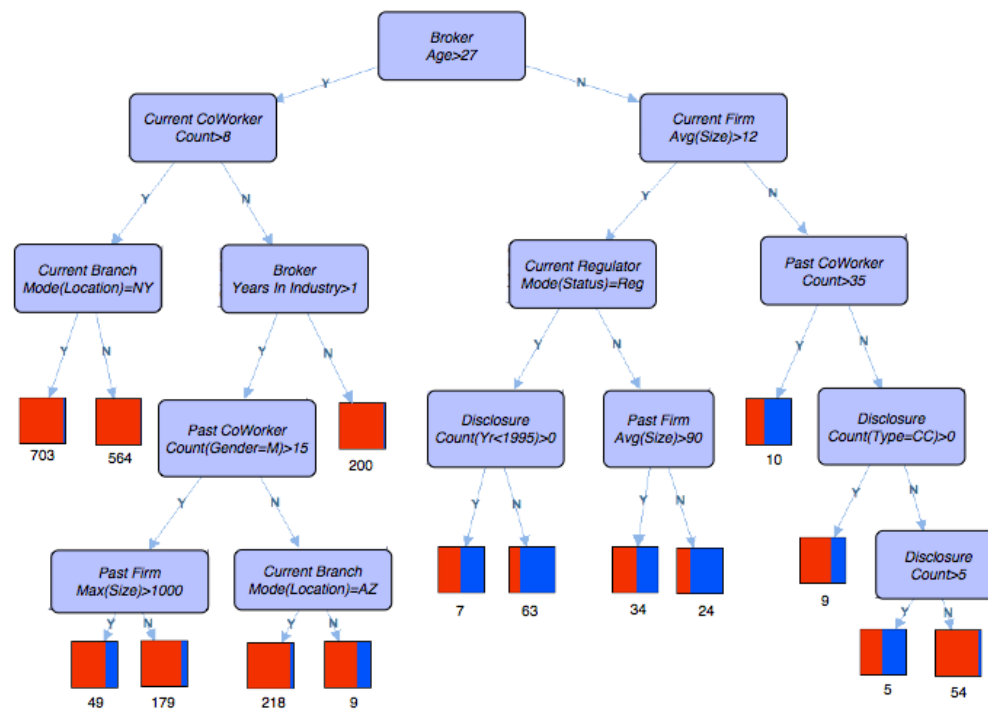 Broker
Age>27
Y
N
Current CoWorker
Count>8
Current Firm
Avg(Size)>12
Y
N
Y
N
Current Branch
Mode(Location)=NY
Broker
Years In Industry>1
Current Regulator
Mode(Status)=Reg
Past CoWorker
Count>35
Y
N
Y
N
Y
N
Y
N
703
564
Past CoWorker
Count(Gender=M)>15
200
Disclosure
Count(Yr<1995)>0
Past Firm
Avg(Size)>90
10
Disclosure
Count(Type=CC)>0
Y
N
Y
N
Y
N
Y
N
Past Firm
Max(Size)>1000
Current Branch
Mode(Location)=AZ
7
63
34
24
9
Disclosure
Count>5
Y
N
Y
N
Y
N
49
179
218
9
5
54